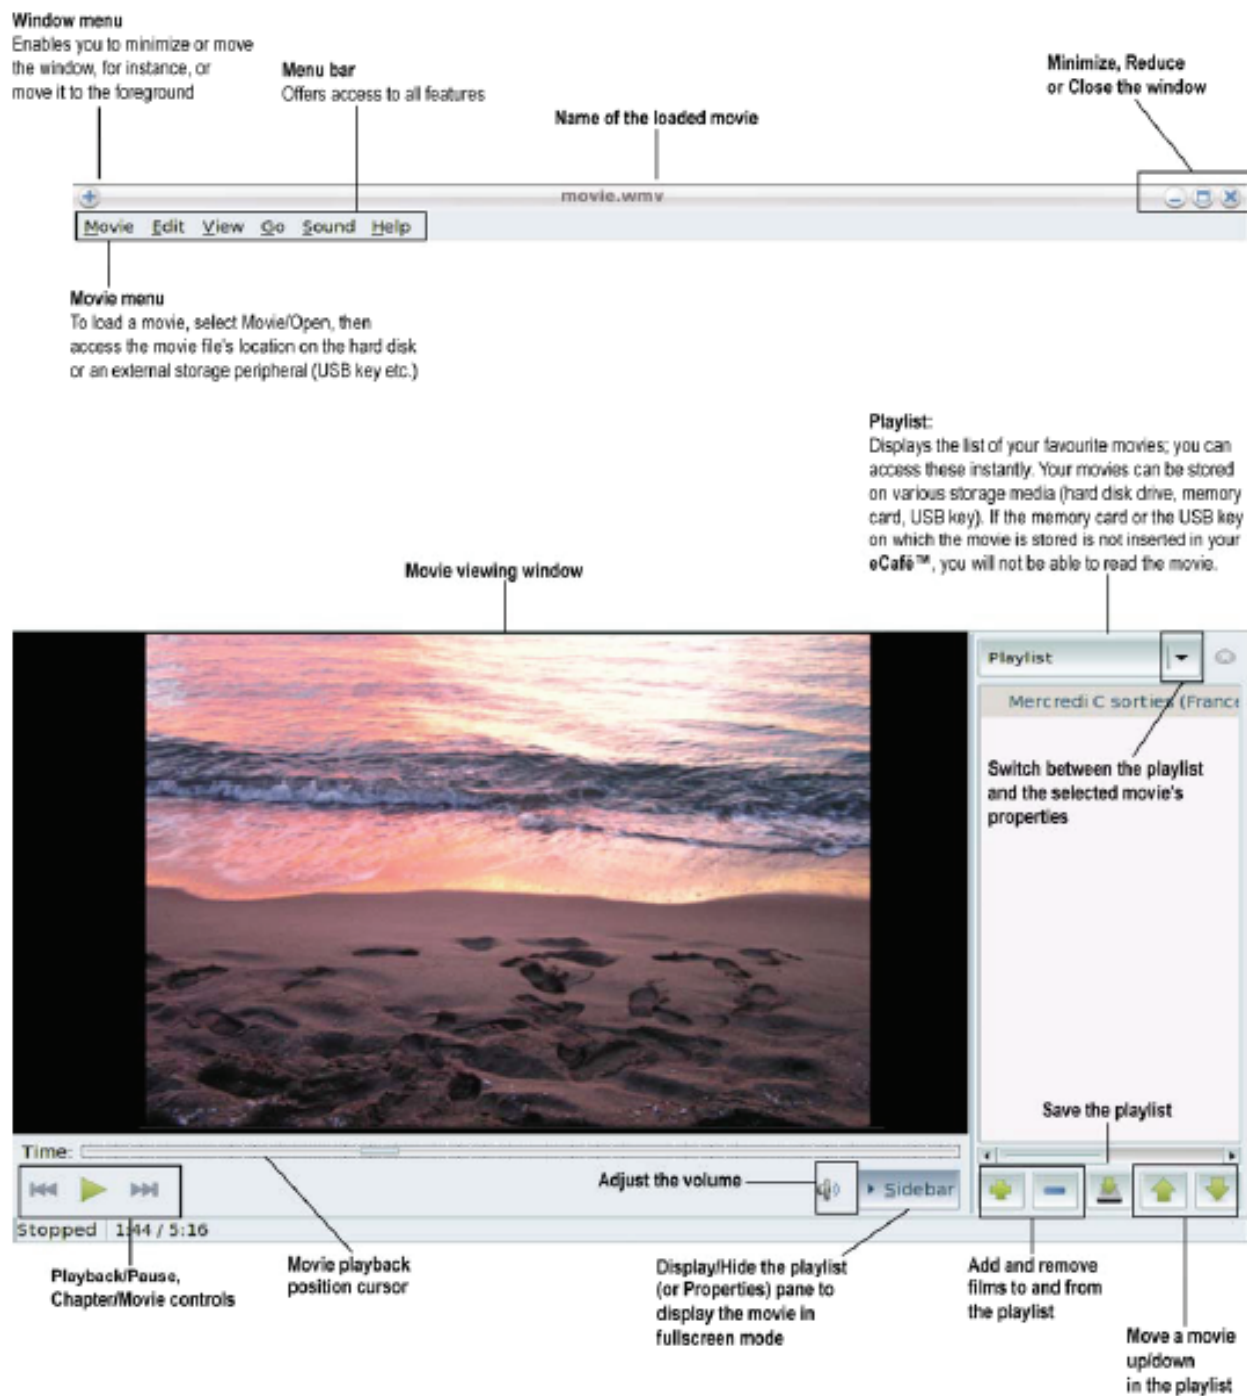 Window menu
Enables you to minimize or move
the window, for instance, or
move it to the foreground
Menu bar
Offers access to all features
Name of the loaded movie
Minimize, Reduce
or Close the window
movie.wmv
Movie Edit View Go Sound Help
Movie menu
To load a movie, select Movie/Open, then
access the movie file's location on the hard disk
or an external storage peripheral (USB key etc.)
Playlist:
Displays the list of your favourite movies; you can
access these instantly. Your movies can be stored
on various storage media (hard disk drive, memory
card, USB key). If the memory card or the USB key
on which the movie is stored is not inserted in your
eCafé™, you will not be able to read the movie.
Movie viewing window
Playlist
Mercredi C sorties (France
Switch between the playlist
and the selected movie's
properties
Save the playlist
Time:
Adjust the volume
Sidebar
Stopped 1:44 / 5:16
Playback/Pause,
Chapter/Movie controls
Movie playback
position cursor
Display/Hide the playlist
(or Properties) pane to
display the movie in
fullscreen mode
Add and remove
films to and from
the playlist
Move a movie
up/down
in the playlist